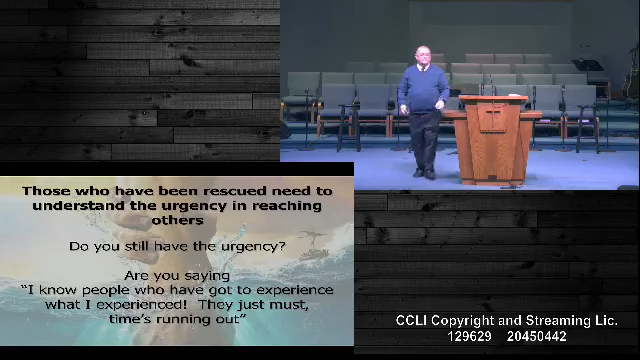 Those who have been rescued need to
understand the urgency in reaching
others
Do you still have the urgency?
Are you saying
“I know people who have got to experience
what I experienced!  They just must,
time’s running out”
CCLI Copyright and Streaming Lic.
129629    20450442